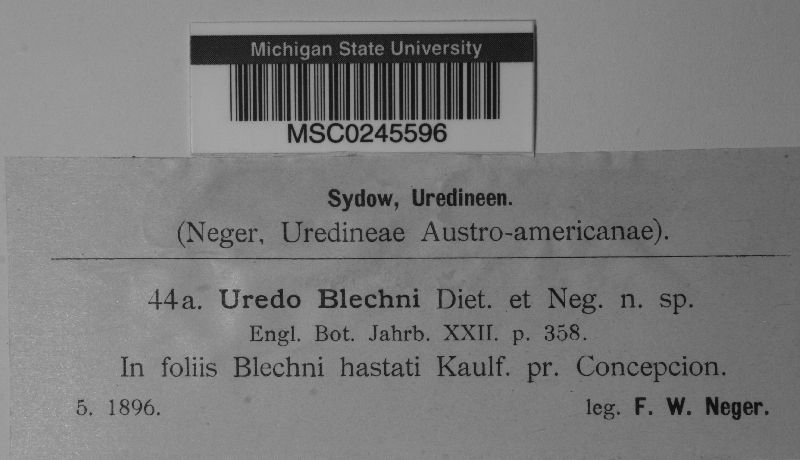 Michigan State University
MSC0245596
Sydow, Uredineen.
(Neger, Uredineae Austro-americanae).
44a. Uredo Blechni Diet. et Neg. n. sp.
Engl. Bot. Jahrb. XXII. p. 358.
In foliis Blechni hastati Kaulf. pr. Concepcion.
5. 1896. leg. F. W. Neger.